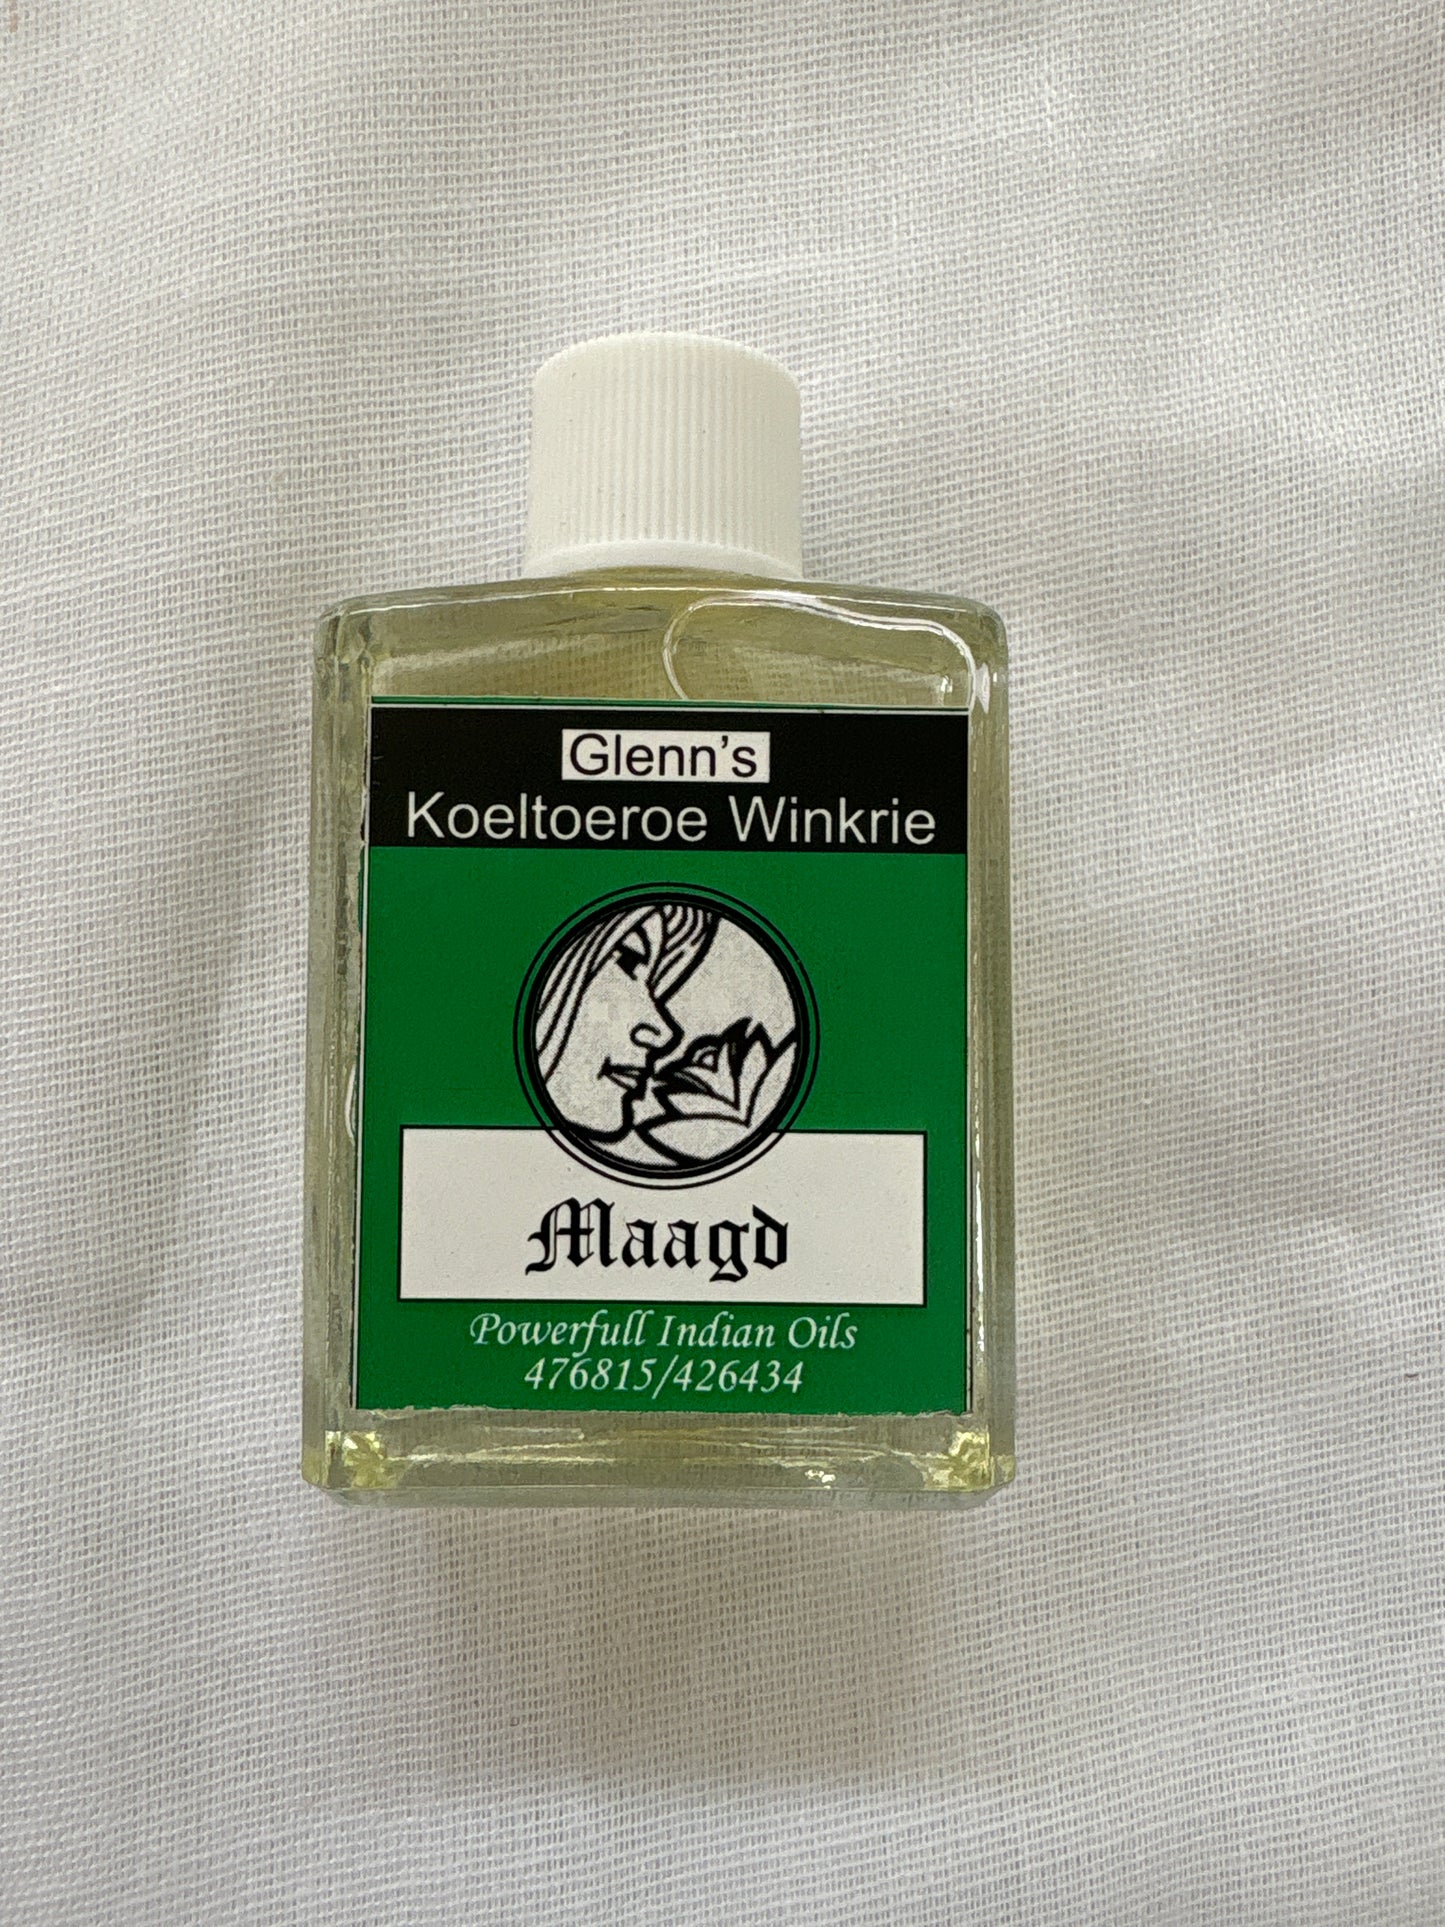 Glenn’s
Koeltoeroe Winkrie
Maagd
Powerfull Indian Oils
476815/426434